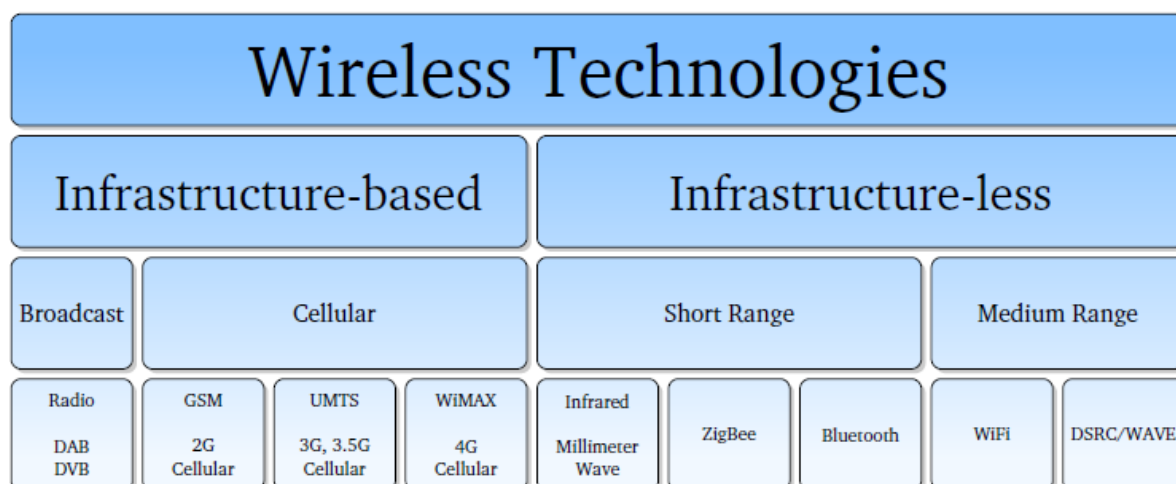 Wireless Technologies
Infrastructure-based
Infrastructure-less
Broadcast
Cellular
Short Range
Medium Range
Radio
DAB
DVB
GSM
2G
Cellular
UMTS
3G, 3.5G
Cellular
WiMAX
4G
Cellular
Infrared
Millimeter
Wave
ZigBee
Bluetooth
WiFi
DSRC/WAVE